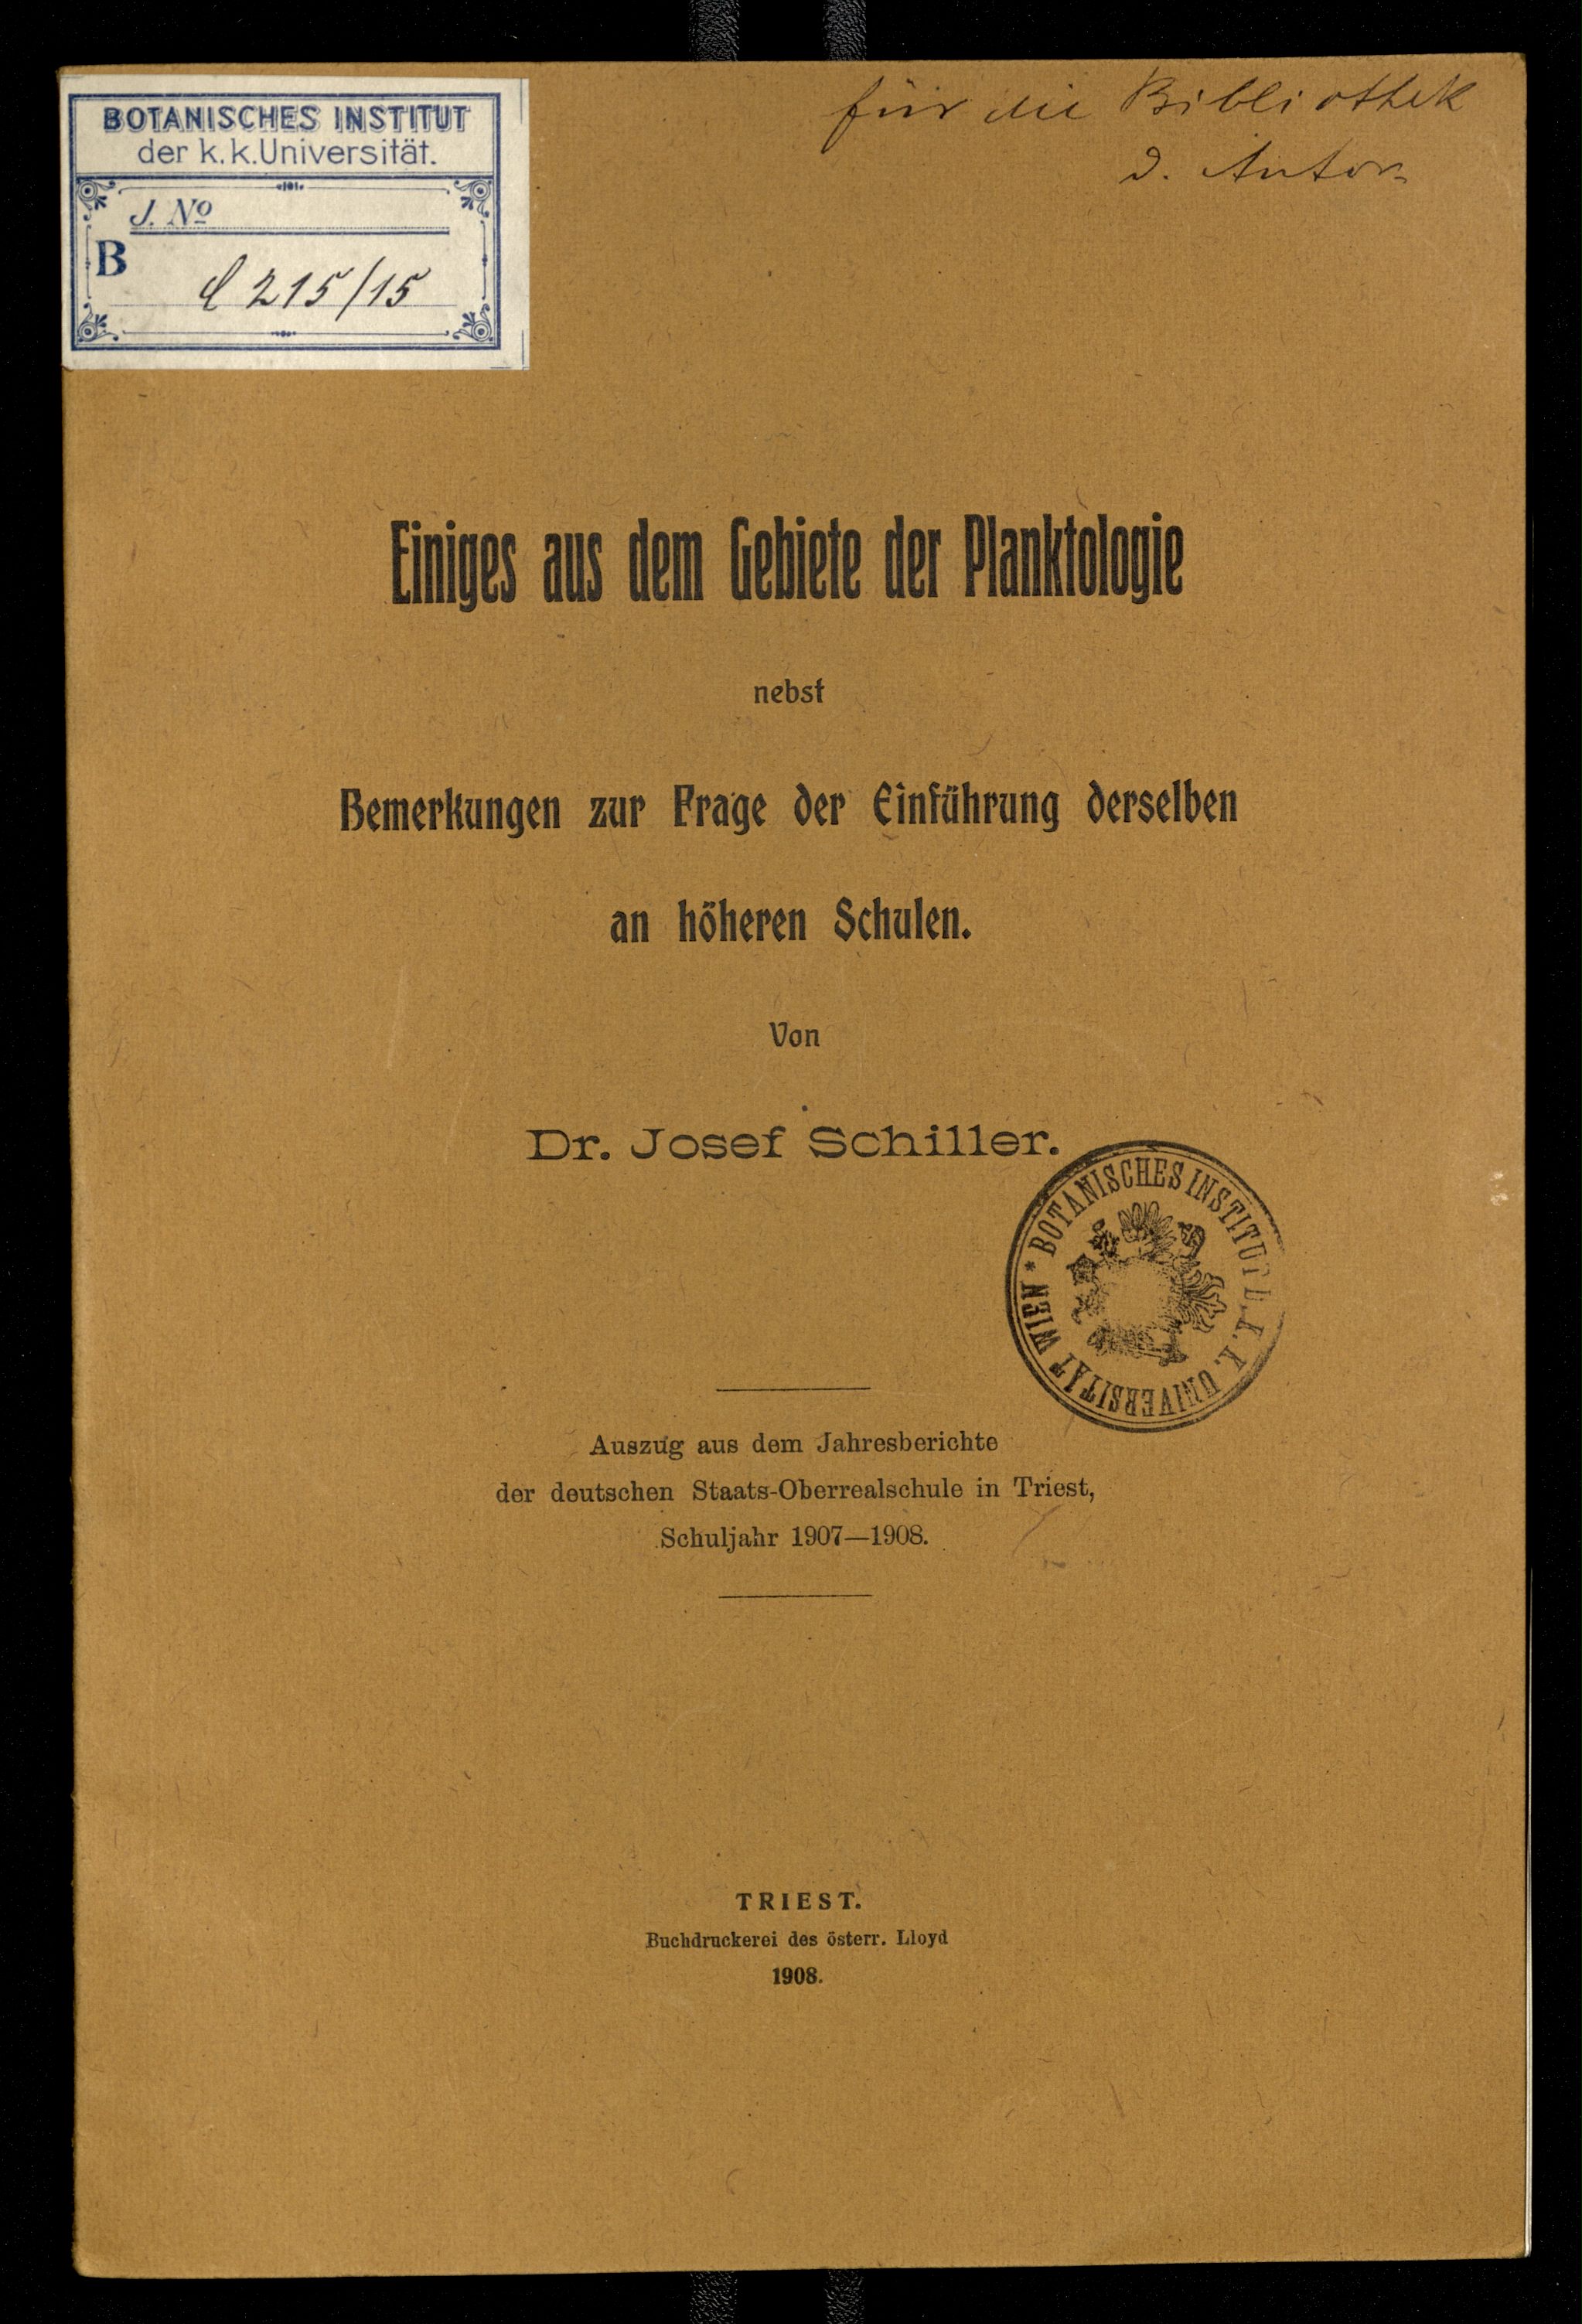 BOTANISCHES INSTITUT
der k. k. Universität.
J. Nº
B
l 215/15
für die Bibliothek
d. Autor
Einiges aus dem Gebiete der Planktologie
nebst
Bemerkungen zur Frage der Einführung derselben
an höheren Schulen.
Von
Dr. Josef Schiller.
* BOTANISCHES INSTITUT D. K. K. UNIVERSITÄT WIEN
Auszug aus dem Jahresberichte
der deutschen Staats-Oberrealschule in Triest,
Schuljahr 1907—1908.
TRIEST.
Buchdruckerei des österr. Lloyd
1908.